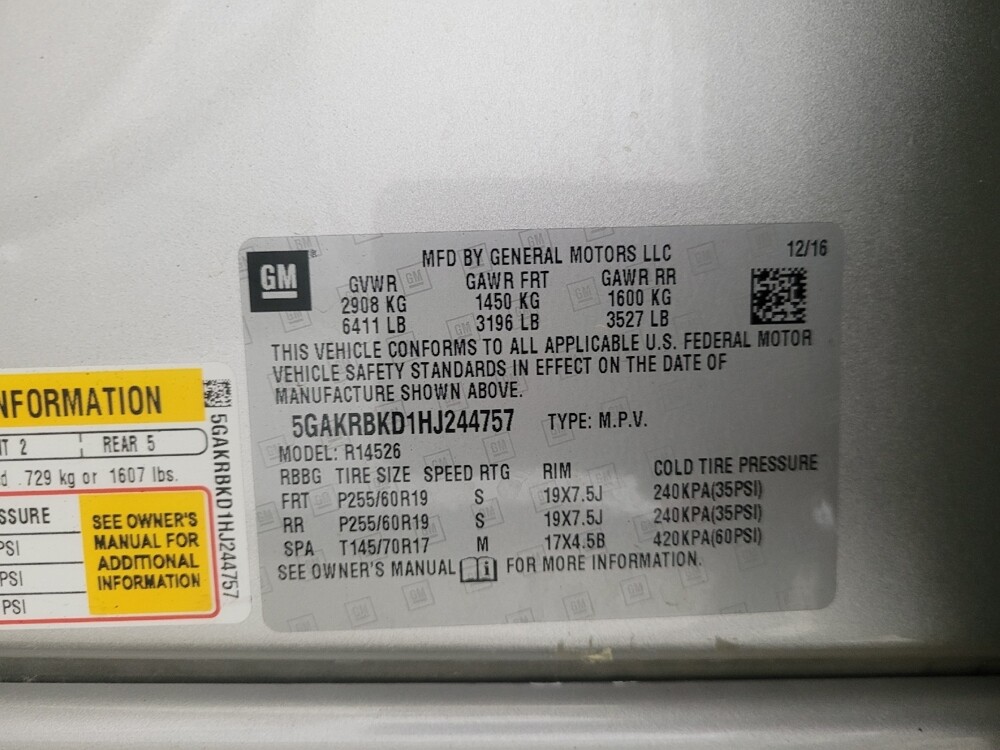 GM
MFD BY GENERAL MOTORS LLC 12/16
GVWR GAWR FRT GAWR RR
2908 KG 1450 KG 1600 KG
6411 LB 3196 LB 3527 LB
THIS VEHICLE CONFORMS TO ALL APPLICABLE U.S. FEDERAL MOTOR
VEHICLE SAFETY STANDARDS IN EFFECT ON THE DATE OF
MANUFACTURE SHOWN ABOVE.
5GAKRBKD1HJ244757 TYPE: M.P.V.
MODEL: R14526
RBBG TIRE SIZE SPEED RTG RIM COLD TIRE PRESSURE
FRT P255/60R19 S 19X7.5J 240KPA(35PSI)
RR P255/60R19 S 19X7.5J 240KPA(35PSI)
SPA T145/70R17 M 17X4.5B 420KPA(60PSI)
SEE OWNER'S MANUAL i FOR MORE INFORMATION.
NFORMATION
T 2 REAR 5
d 729 kg or 1607 lbs.
SSURE
PSI
PSI
PSI
SEE OWNER'S
MANUAL FOR
ADDITIONAL
INFORMATION
5GAKRBKD1HJ244757